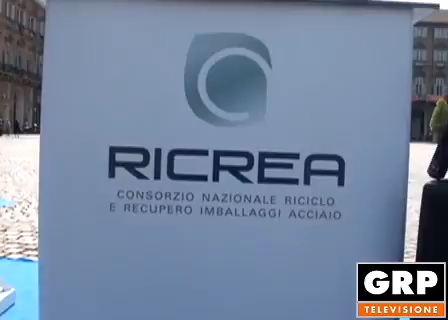 RICREA
CONSORZIO NAZIONALE RICICLO
E RECUPERO IMBALLAGGI ACCIAIO
GRP
TELEVISIONE